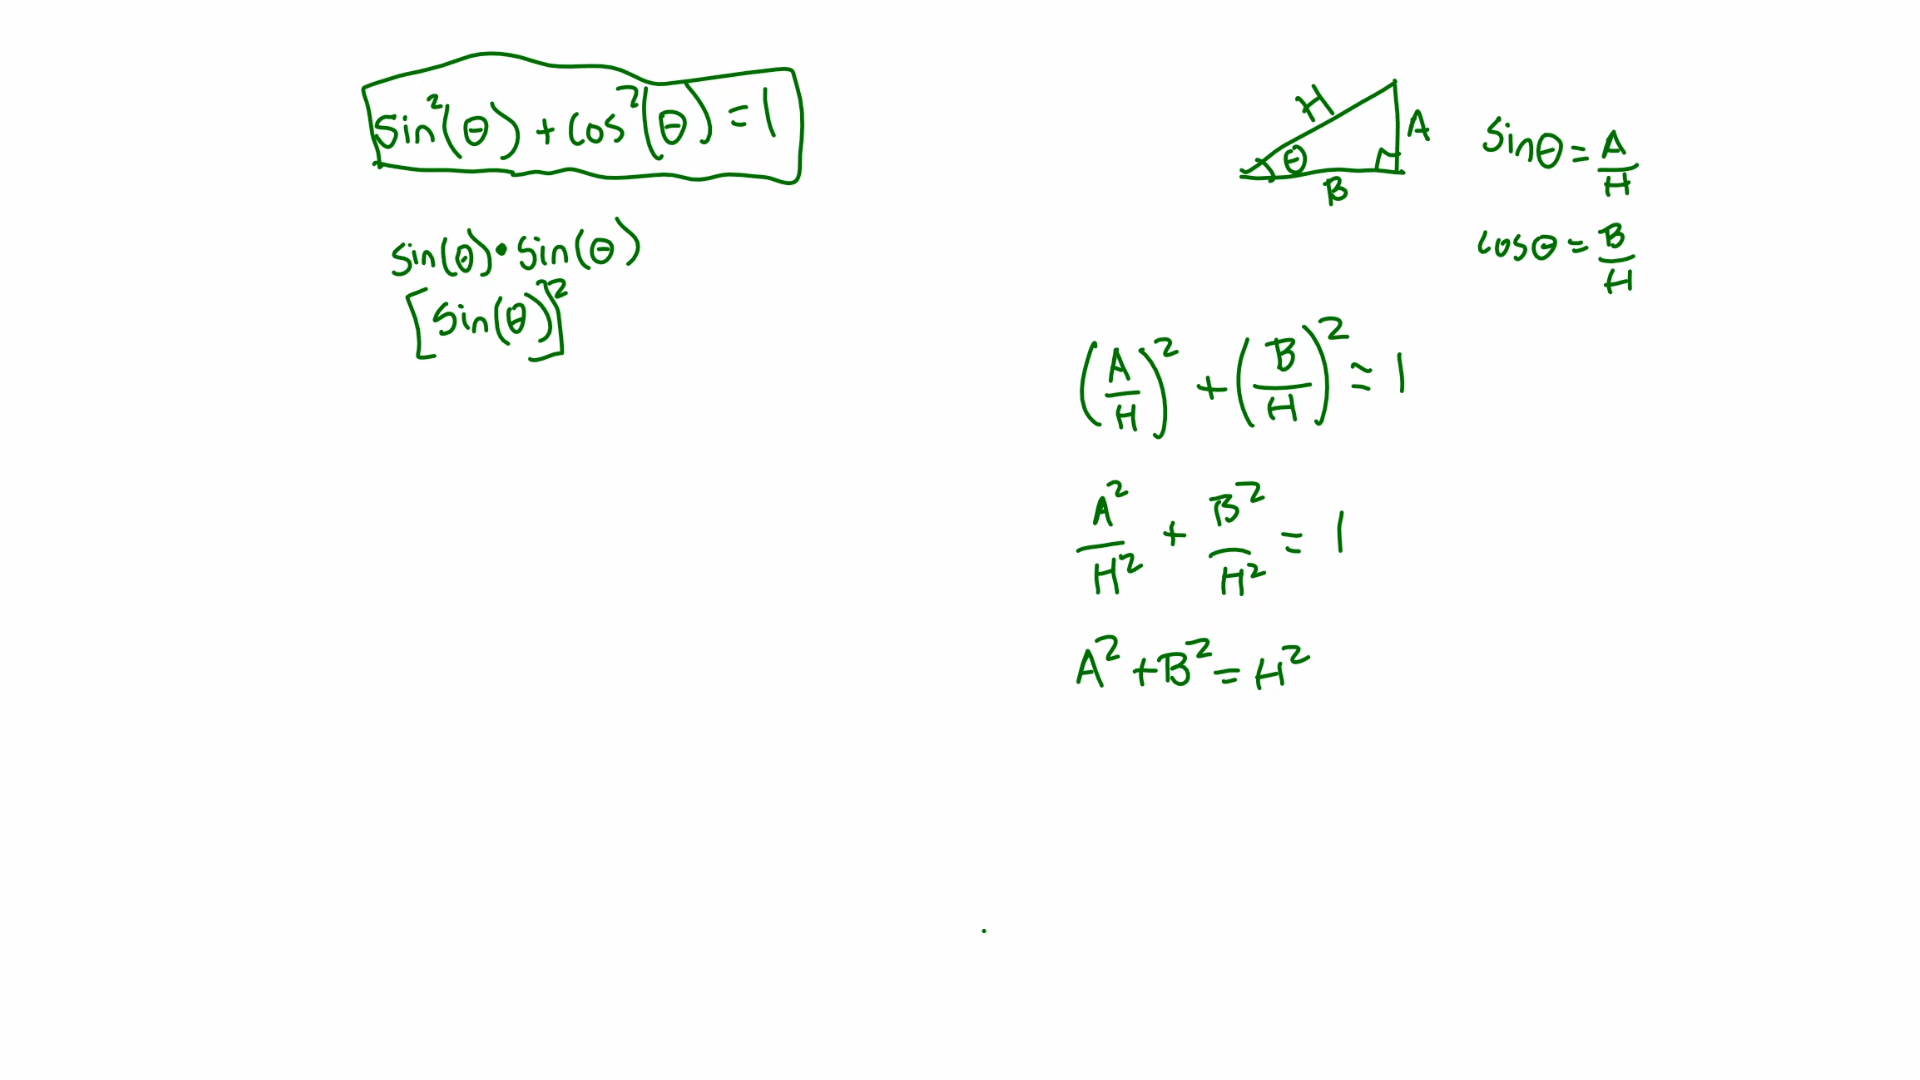 sin²(θ) + cos²(θ) = 1
sin(θ) • sin(θ)
[sin(θ)]²
H
A
θ
B
sinθ = A/H
cosθ = B/H
(A/H)² + (B/H)² = 1
A²/H² + B²/H² = 1
A² + B² = H²